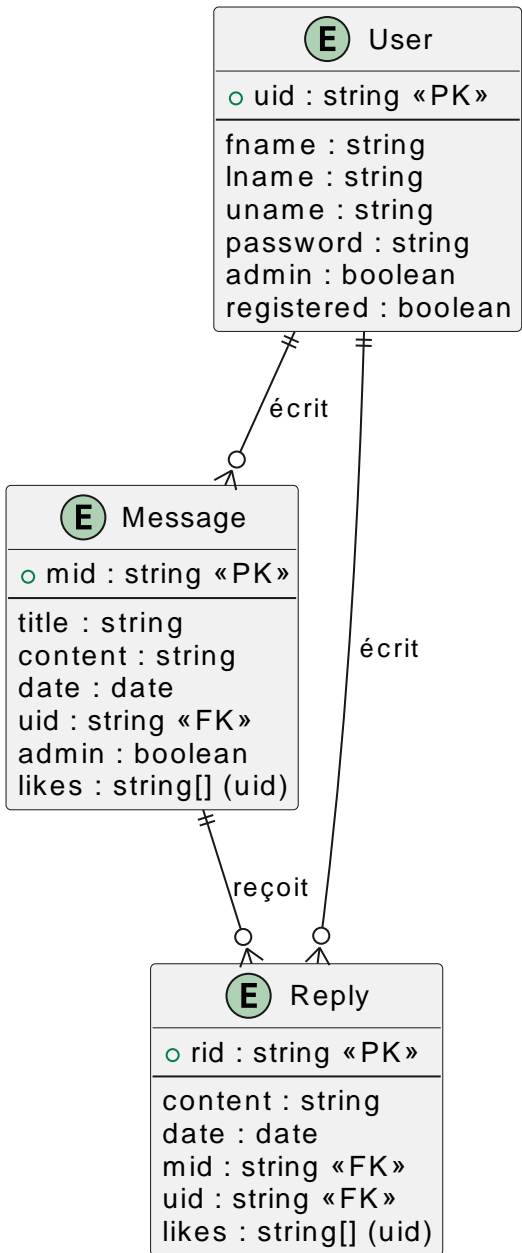 E User
uid : string «PK»
fname : string
lname : string
uname : string
password : string
admin : boolean
registered : boolean
écrit
E Message
mid : string «PK»
title : string
content : string
date : date
uid : string «FK»
admin : boolean
likes : string[] (uid)
écrit
reçoit
E Reply
rid : string «PK»
content : string
date : date
mid : string «FK»
uid : string «FK»
likes : string[] (uid)